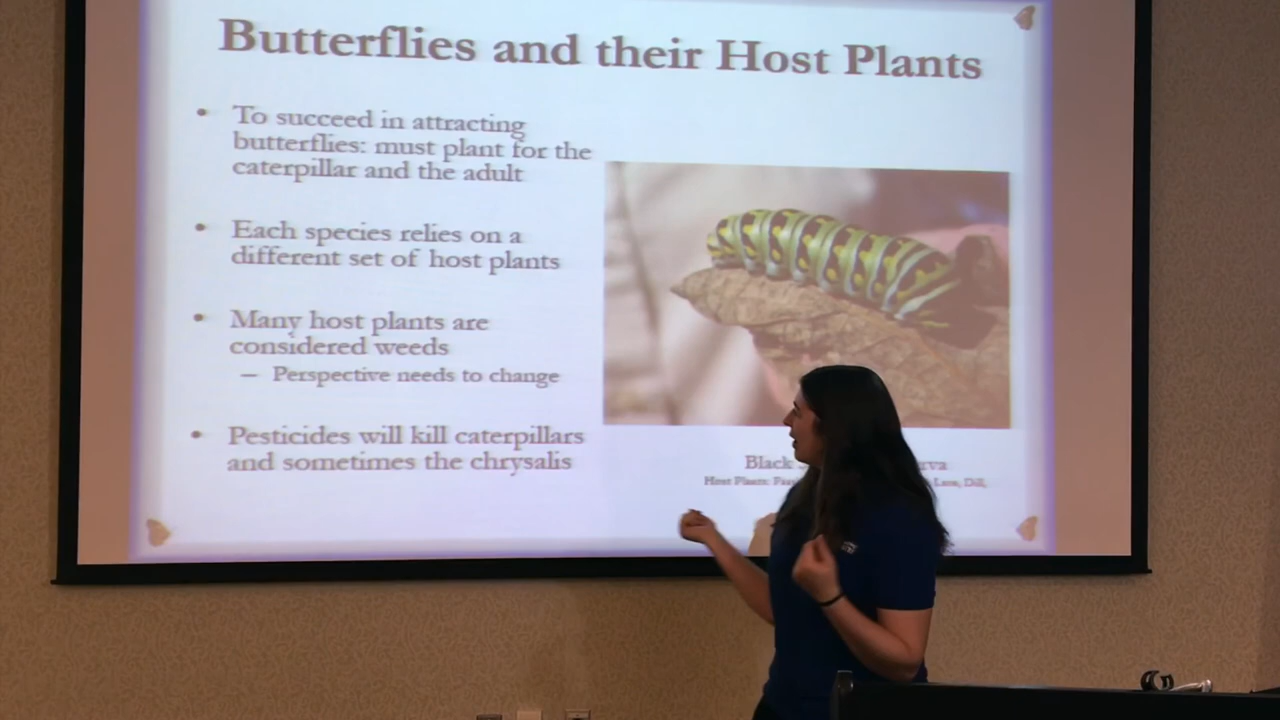 Butterflies and their Host Plants
• To succeed in attracting
butterflies: must plant for the
caterpillar and the adult
• Each species relies on a
different set of host plants
• Many host plants are
considered weeds
– Perspective needs to change
• Pesticides will kill caterpillars
and sometimes the chrysalis
Black
Host Plants: Lace, Dill,